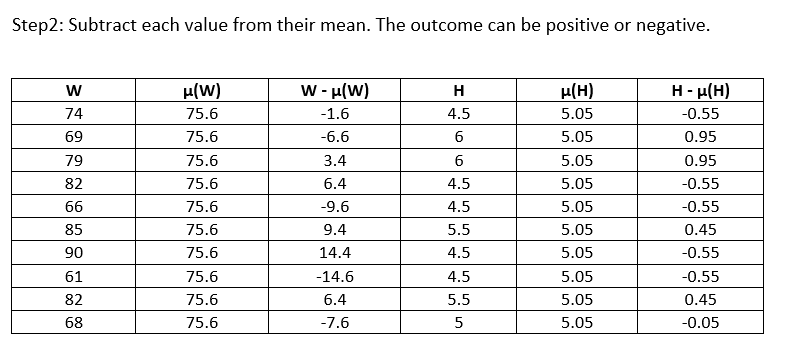 Step2: Subtract each value from their mean. The outcome can be positive or negative.
W μ(W) W - μ(W) H μ(H) H - μ(H)
74 75.6 -1.6 4.5 5.05 -0.55
69 75.6 -6.6 6 5.05 0.95
79 75.6 3.4 6 5.05 0.95
82 75.6 6.4 4.5 5.05 -0.55
66 75.6 -9.6 4.5 5.05 -0.55
85 75.6 9.4 5.5 5.05 0.45
90 75.6 14.4 4.5 5.05 -0.55
61 75.6 -14.6 4.5 5.05 -0.55
82 75.6 6.4 5.5 5.05 0.45
68 75.6 -7.6 5 5.05 -0.05